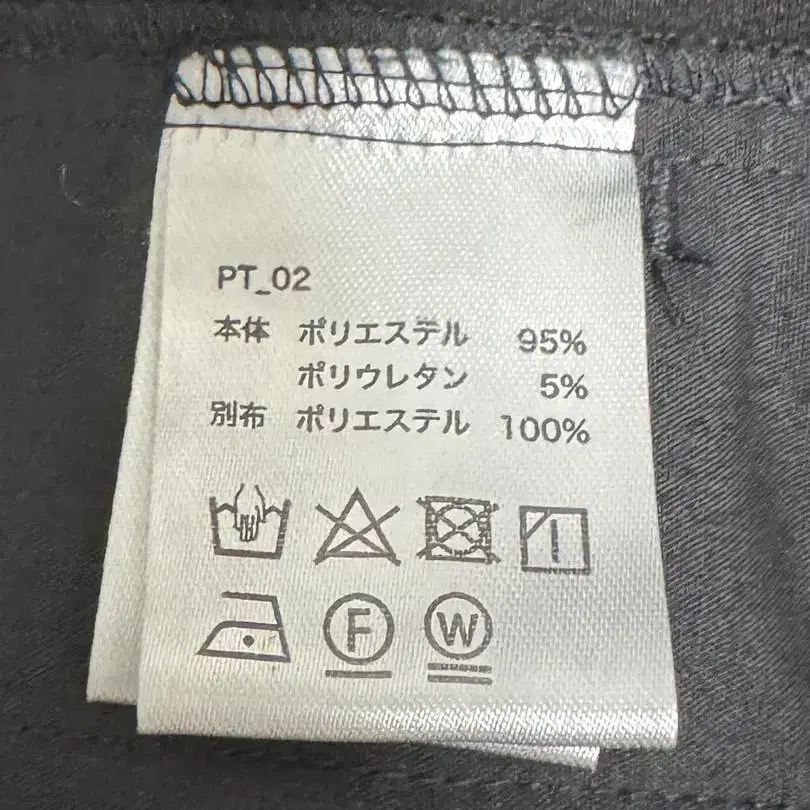 PT_02
本体 ポリエステル 95%
ポリウレタン 5%
別布 ポリエステル 100%
F W